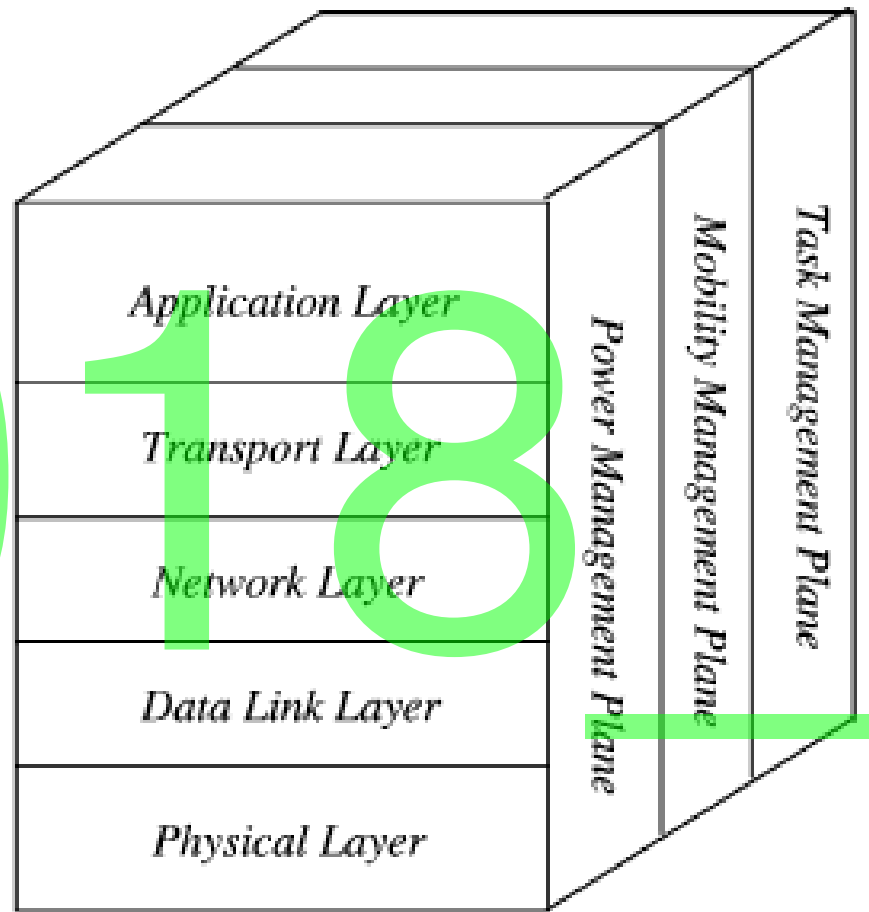 Application Layer
Transport Layer
Network Layer
Data Link Layer
Physical Layer
Power Management Plane
Mobility Management Plane
Task Management Plane
18